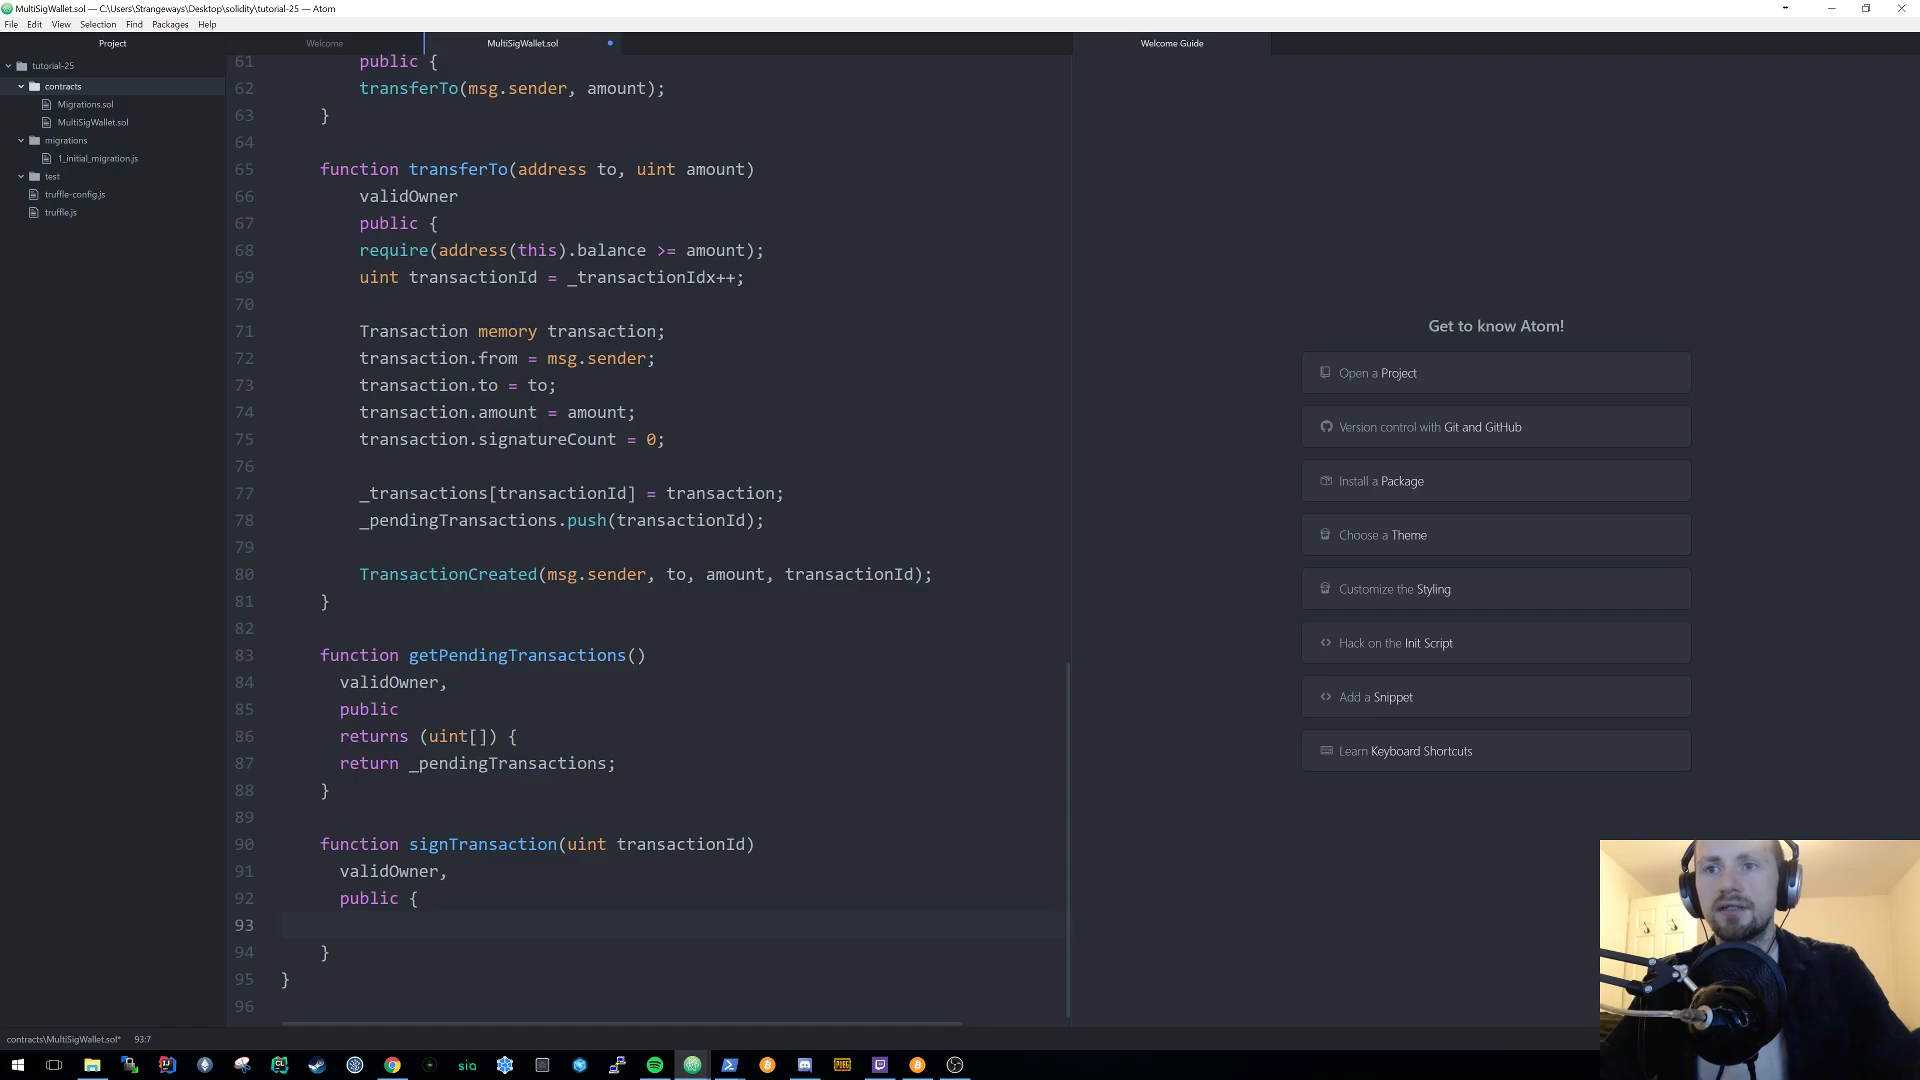 MultiSigWallet.sol — C:\Users\Strangeways\Desktop\solidity\tutorial-25 — Atom
File Edit View Selection Find Packages Help
Project
Welcome
MultiSigWallet.sol
Welcome Guide
tutorial-25
contracts
Migrations.sol
MultiSigWallet.sol
migrations
1_initial_migration.js
test
truffle-config.js
truffle.js
61 public {
62 transferTo(msg.sender, amount);
63 }
64
65 function transferTo(address to, uint amount)
66 validOwner
67 public {
68 require(address(this).balance >= amount);
69 uint transactionId = _transactionIdx++;
70
71 Transaction memory transaction;
72 transaction.from = msg.sender;
73 transaction.to = to;
74 transaction.amount = amount;
75 transaction.signatureCount = 0;
76
77 _transactions[transactionId] = transaction;
78 _pendingTransactions.push(transactionId);
79
80 TransactionCreated(msg.sender, to, amount, transactionId);
81 }
82
83 function getPendingTransactions()
84 validOwner,
85 public
86 returns (uint[]) {
87 return _pendingTransactions;
88 }
89
90 function signTransaction(uint transactionId)
91 validOwner,
92 public {
93
94 }
95 }
96
Get to know Atom!
Open a Project
Version control with Git and GitHub
Install a Package
Choose a Theme
Customize the Styling
Hack on the Init Script
Add a Snippet
Learn Keyboard Shortcuts
contracts\MultiSigWallet.sol* 93:7
sia